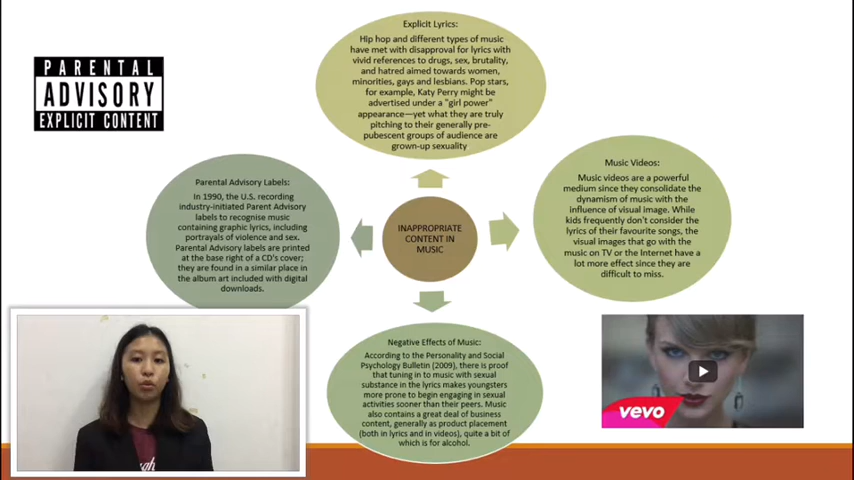 PARENTAL
ADVISORY
EXPLICIT CONTENT
Explicit Lyrics:
Hip hop and different types of music
have met with disapproval for lyrics with
vivid references to drugs, sex, brutality,
and hatred aimed towards women,
minorities, gays and lesbians. Pop stars,
for example, Katy Perry might be
advertised under a "girl power"
appearance—yet what they are truly
pitching to their generally pre-
pubescent groups of audience are
grown-up sexuality
Parental Advisory Labels:
In 1990, the U.S. recording
industry-initiated Parent Advisory
labels to recognise music
containing graphic lyrics, including
portrayals of violence and sex.
Parental Advisory labels are printed
at the base right of a CD's cover;
they are found in a similar place in
the album art included with digital
downloads.
INAPPROPRIATE
CONTENT IN
MUSIC
Music Videos:
Music videos are a powerful
medium since they consolidate the
dynamism of music with the
influence of visual image. While
kids frequently don't consider the
lyrics of their favourite songs, the
visual images that go with the
music on TV or the Internet have a
lot more effect since they are
difficult to miss.
Negative Effects of Music:
According to the Personality and Social
Psychology Bulletin (2009), there is proof
that tuning in to music with sexual
substance in the lyrics makes youngsters
more prone to begin engaging in sexual
activities sooner than their peers. Music
also contains a great deal of business
content, generally as product placement
(both in lyrics and in videos), quite a bit of
which is for alcohol.
vevo